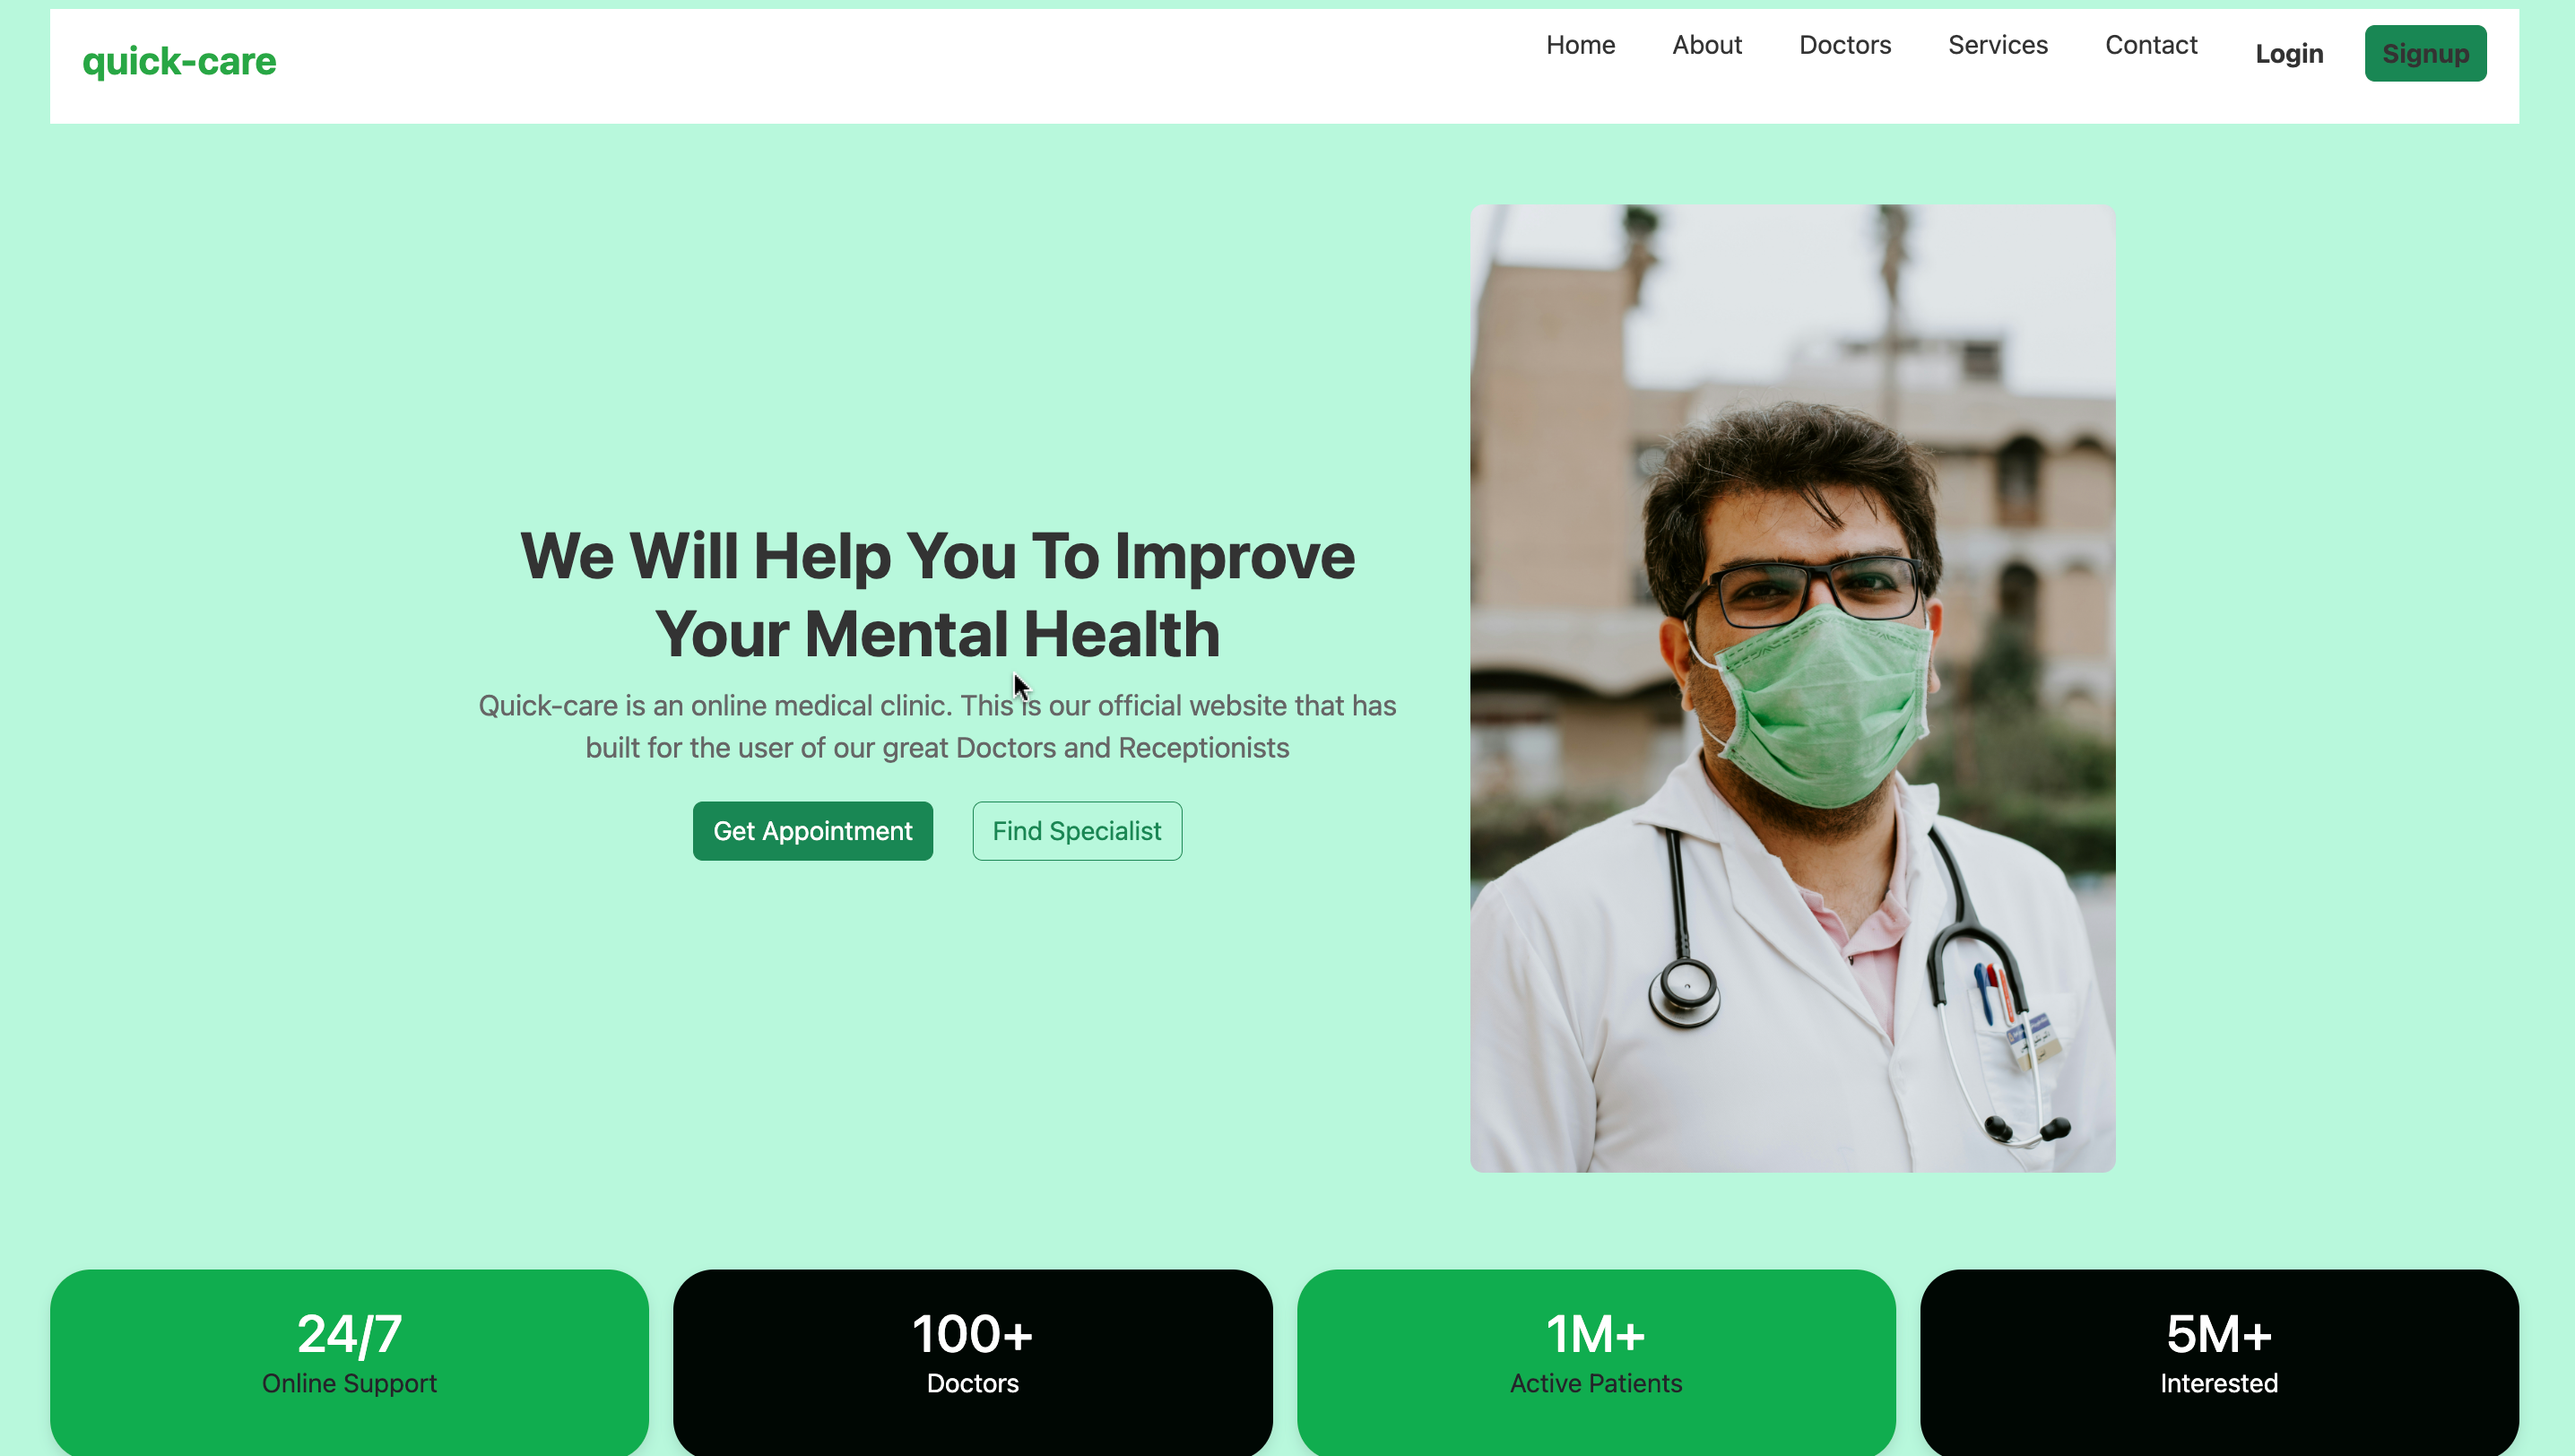 quick-care
Home About Doctors Services Contact Login Signup
We Will Help You To Improve
Your Mental Health
Quick-care is an online medical clinic. This is our official website that has
built for the user of our great Doctors and Receptionists
Get Appointment Find Specialist
24/7 100+ 1M+ 5M+
Online Support Doctors Active Patients Interested